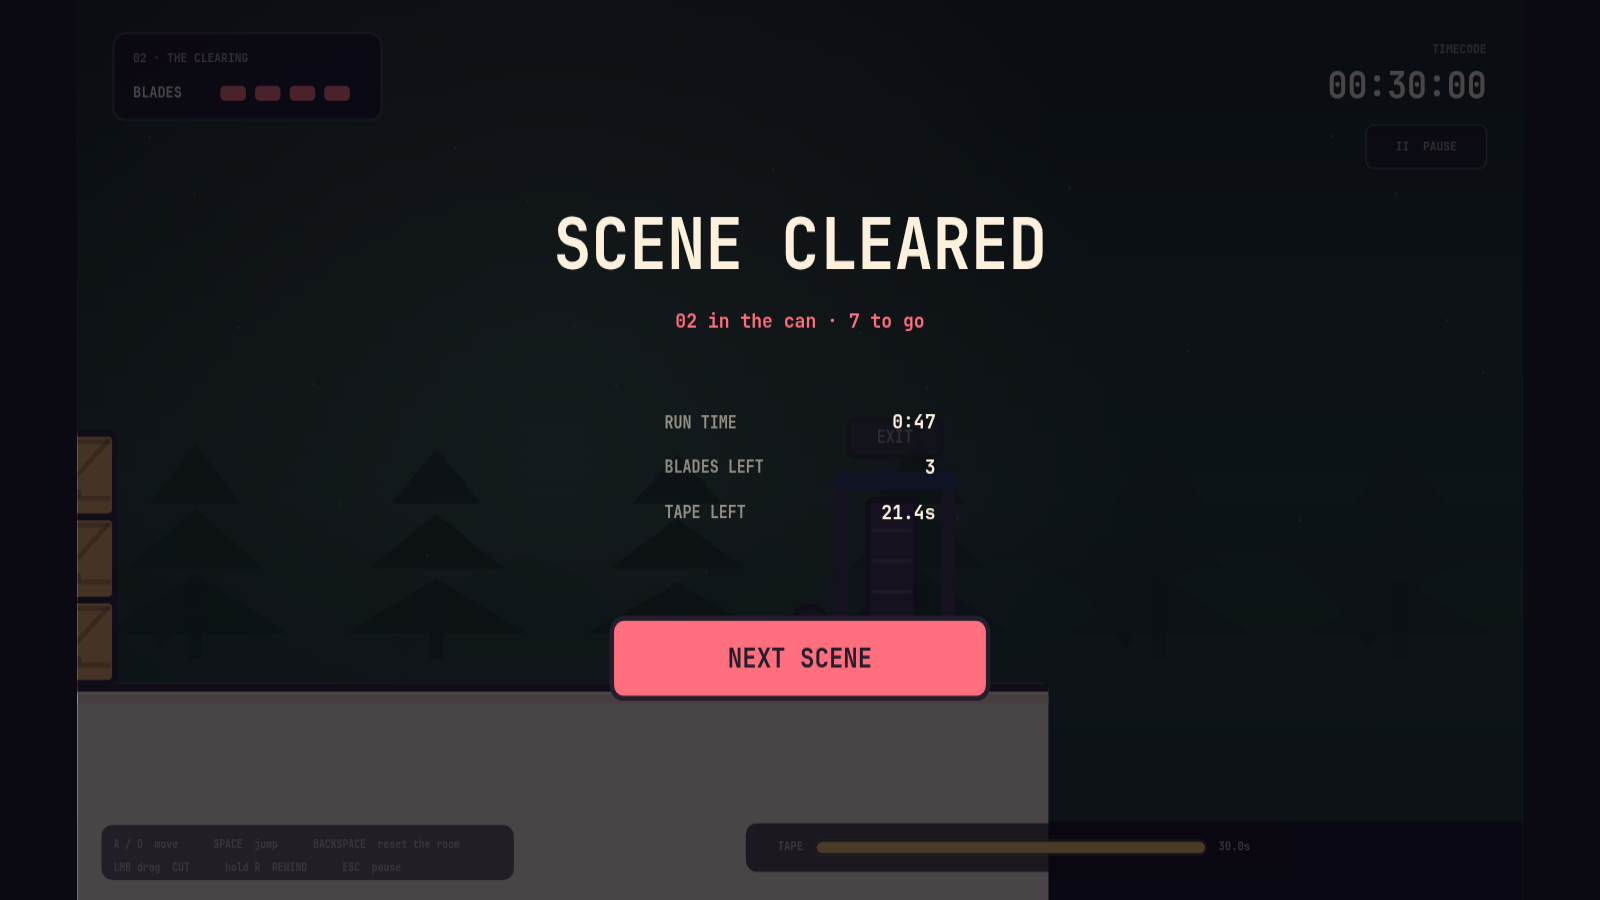 02 · THE CLEARING
BLADES
TIMECODE
00:30:00
II PAUSE
SCENE CLEARED
02 in the can · 7 to go
RUN TIME 0:47
EXIT
BLADES LEFT 3
TAPE LEFT 21.4s
NEXT SCENE
A / D move SPACE jump BACKSPACE reset the room
LMB drag CUT hold R REWIND ESC pause
TAPE 30.0s